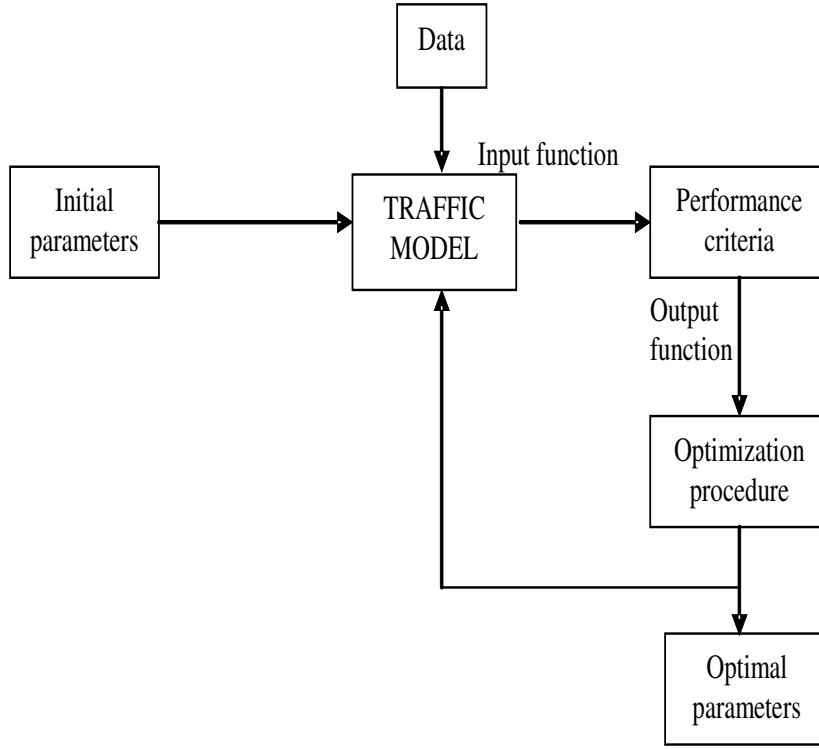 Data
Input function
Initial
parameters
TRAFFIC
MODEL
Performance
criteria
Output
function
Optimization
procedure
Optimal
parameters